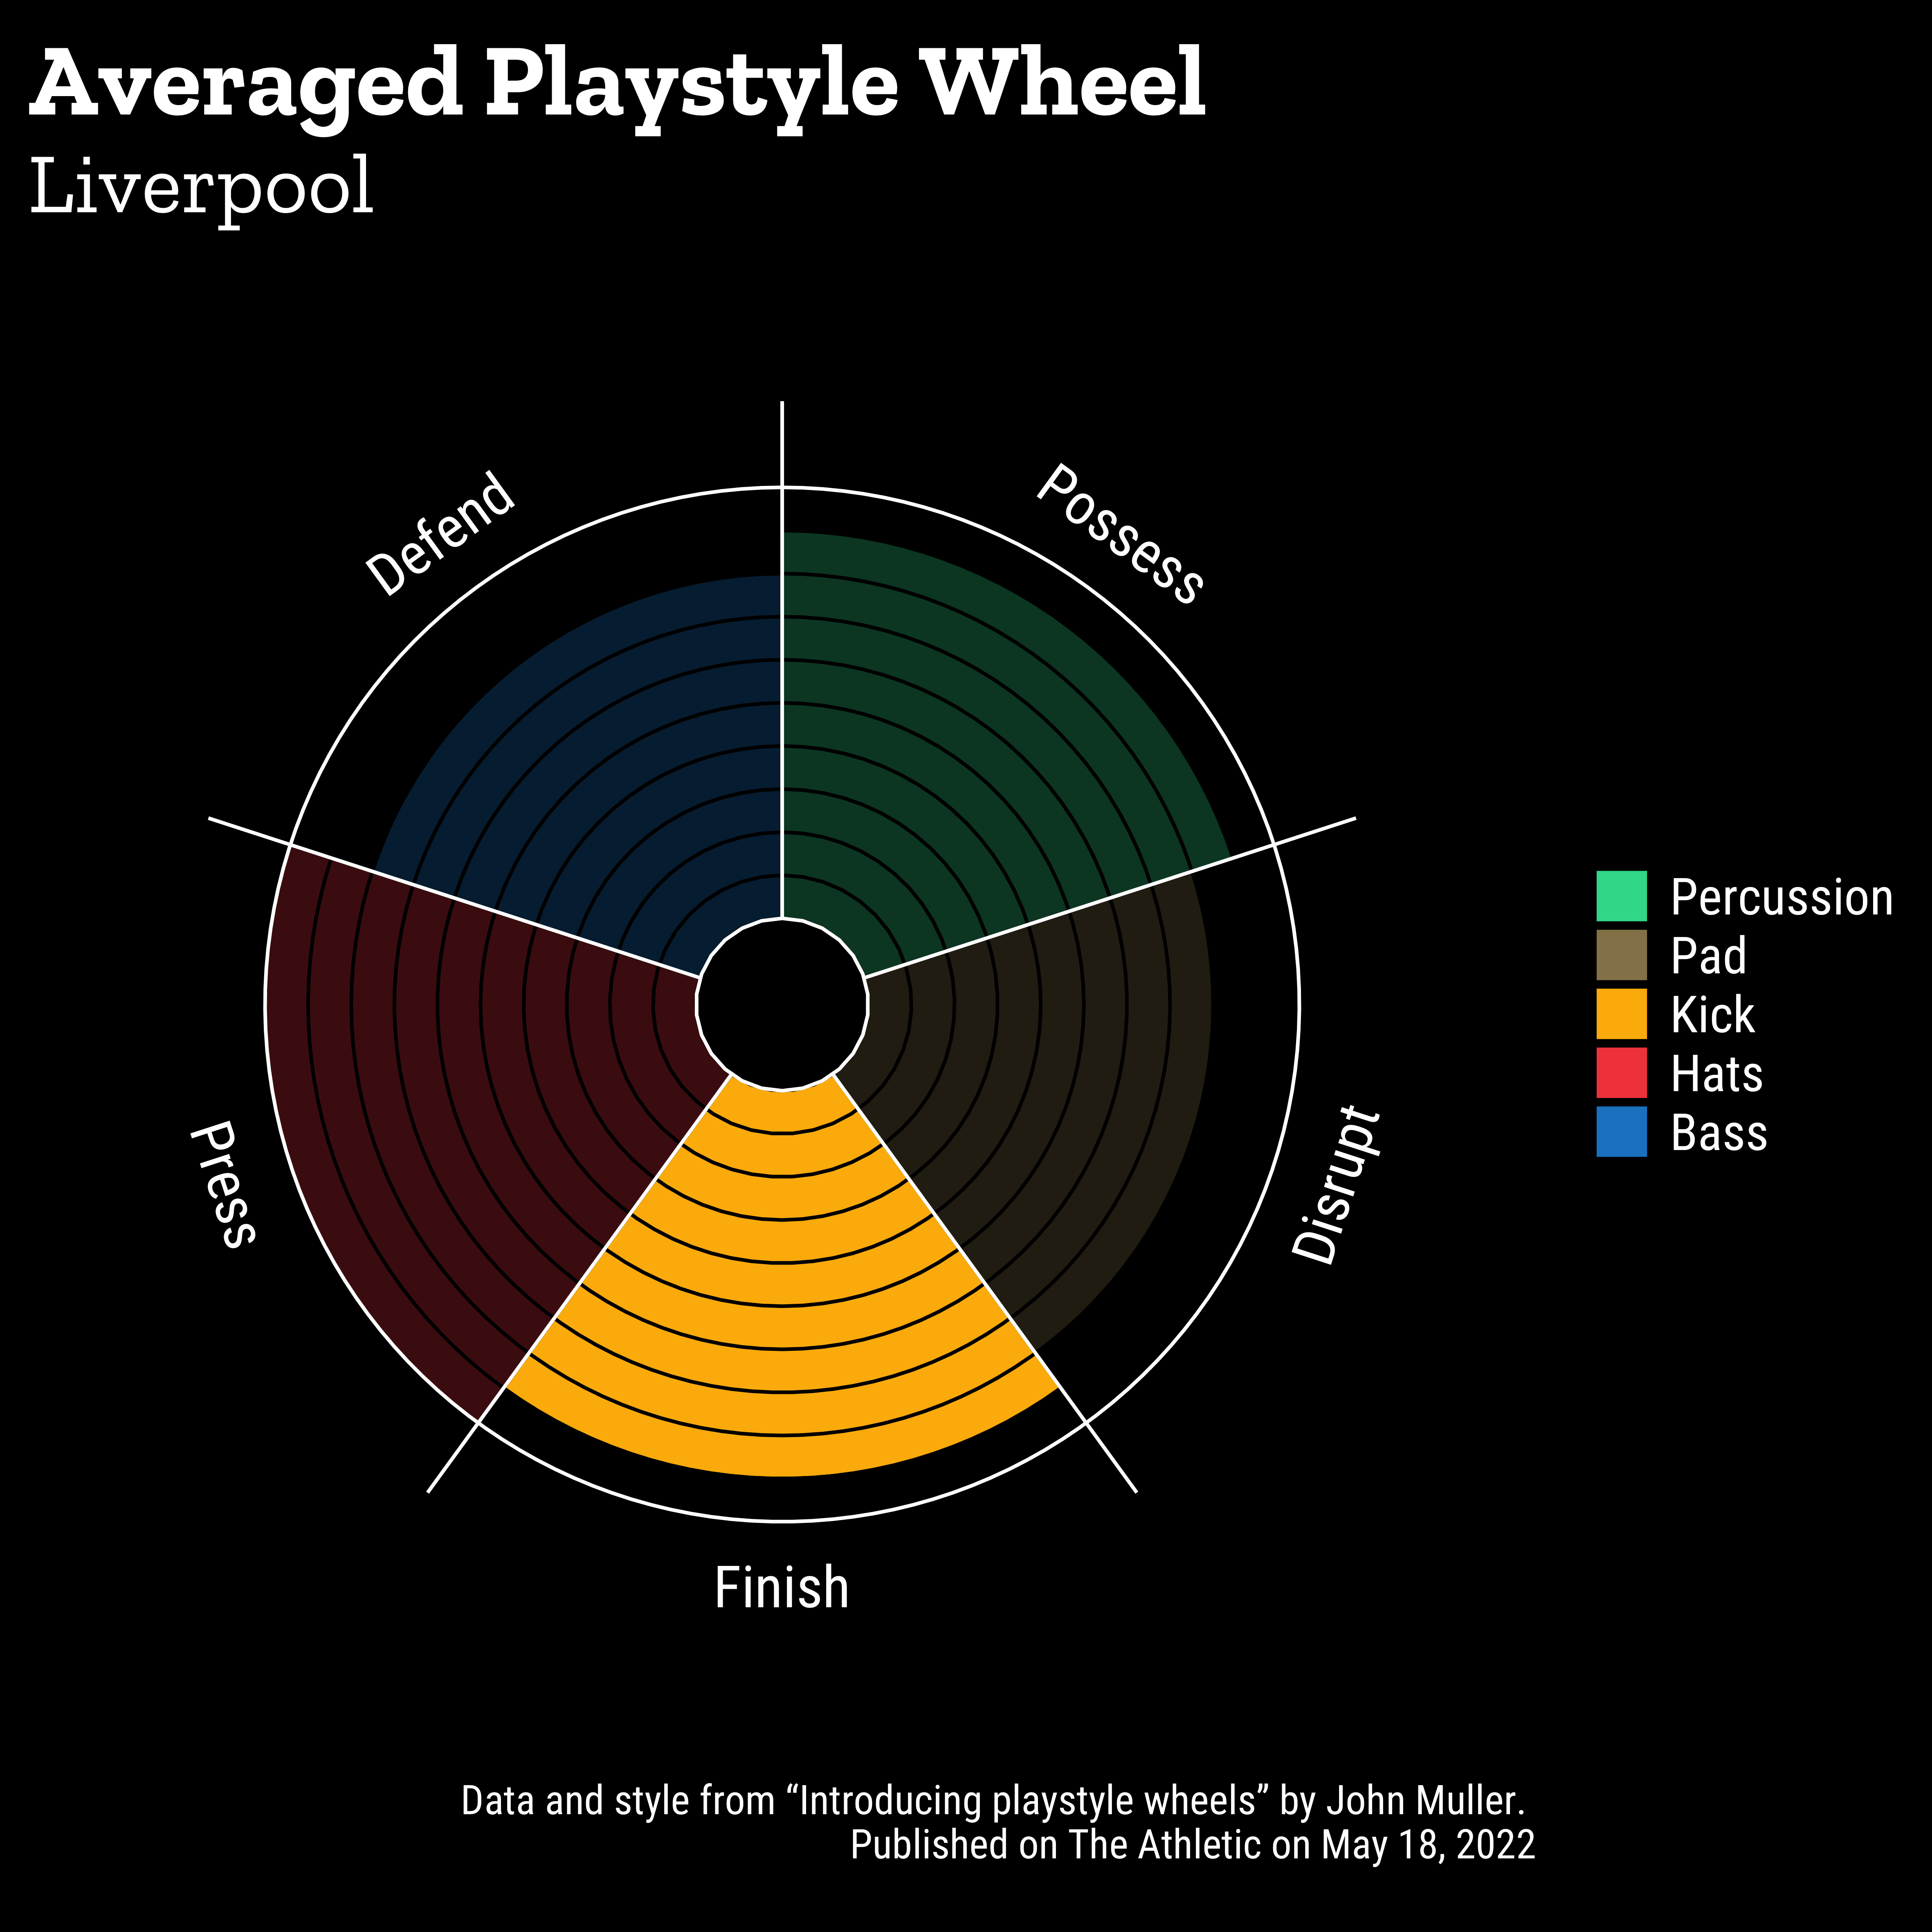 Averaged Playstyle Wheel
Liverpool
Defend
Possess
Press
Disrupt
Finish
Percussion
Pad
Kick
Hats
Bass
Data and style from “Introducing playstyle wheels” by John Muller.
Published on The Athletic on May 18, 2022